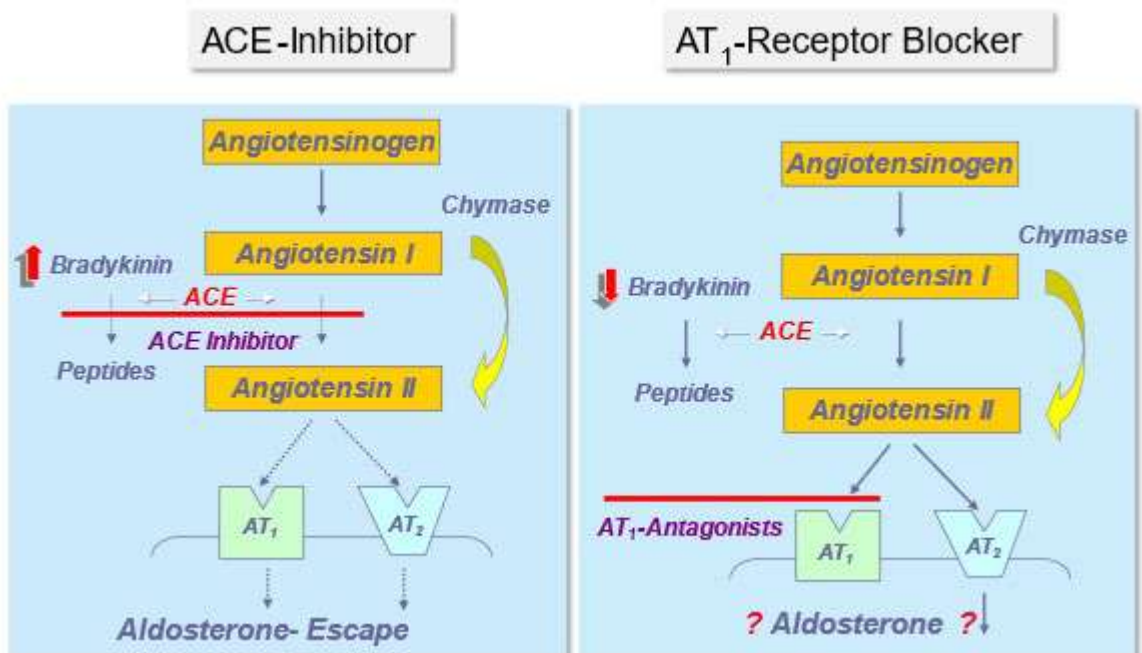 ACE-Inhibitor
Angiotensinogen
Chymase
Angiotensin I
Bradykinin
ACE
ACE Inhibitor
Peptides
Angiotensin II
AT₁
AT₂
Aldosterone- Escape
AT₁-Receptor Blocker
Angiotensinogen
Chymase
Angiotensin I
Bradykinin
ACE
Peptides
Angiotensin II
AT₁-Antagonists
AT₁
AT₂
? Aldosterone ?